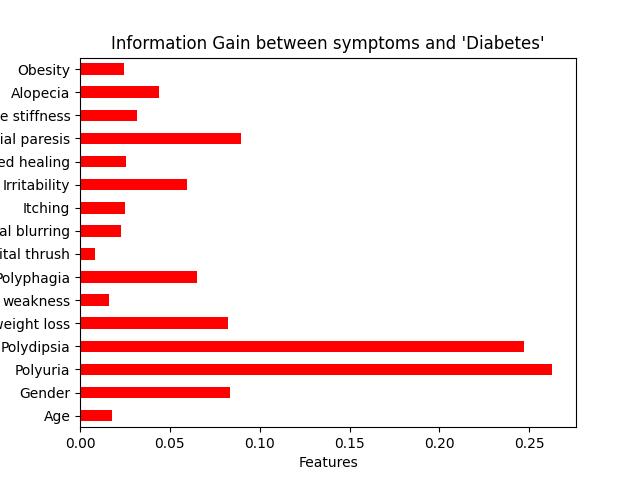 Information Gain between symptoms and 'Diabetes'
Obesity
Alopecia
e stiffness
ial paresis
ed healing
Irritability
Itching
al blurring
ital thrush
Polyphagia
weakness
weight loss
Polydipsia
Polyuria
Gender
Age
0.00 0.05 0.10 0.15 0.20 0.25
Features